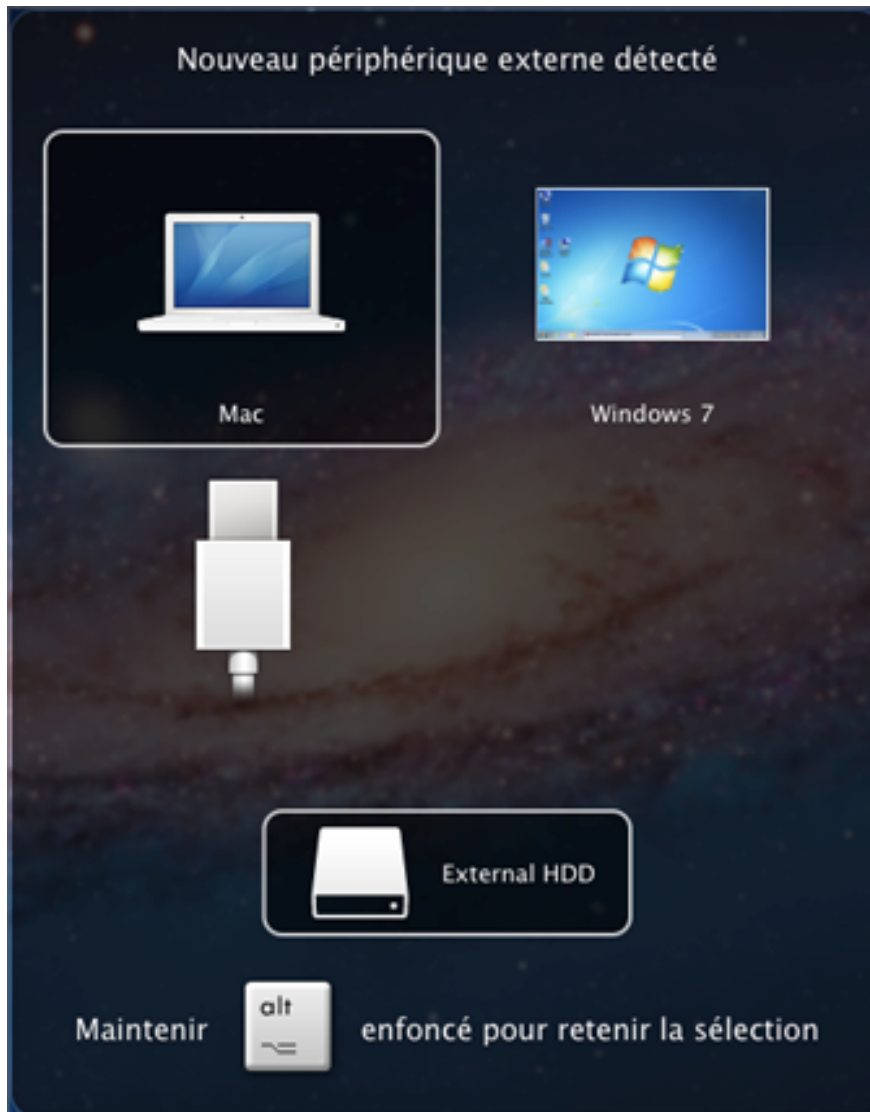 Nouveau périphérique externe détecté
Mac
Windows 7
External HDD
Maintenir alt enfoncé pour retenir la sélection